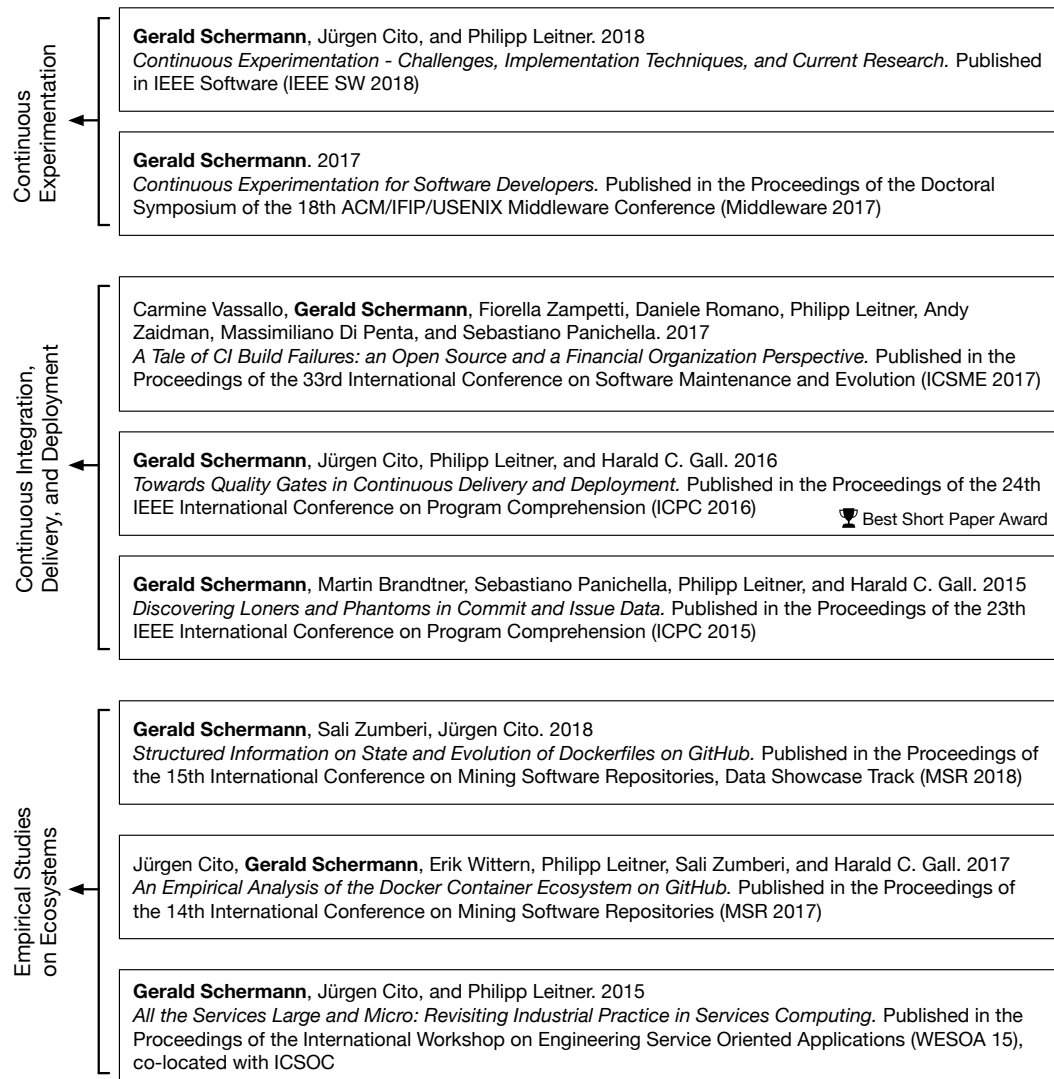 Continuous
Experimentation
Gerald Schermann, Jürgen Cito, and Philipp Leitner. 2018
Continuous Experimentation - Challenges, Implementation Techniques, and Current Research. Published
in IEEE Software (IEEE SW 2018)
Gerald Schermann. 2017
Continuous Experimentation for Software Developers. Published in the Proceedings of the Doctoral
Symposium of the 18th ACM/IFIP/USENIX Middleware Conference (Middleware 2017)
Continuous Integration,
Delivery, and Deployment
Carmine Vassallo, Gerald Schermann, Fiorella Zampetti, Daniele Romano, Philipp Leitner, Andy
Zaidman, Massimiliano Di Penta, and Sebastiano Panichella. 2017
A Tale of CI Build Failures: an Open Source and a Financial Organization Perspective. Published in the
Proceedings of the 33rd International Conference on Software Maintenance and Evolution (ICSME 2017)
Gerald Schermann, Jürgen Cito, Philipp Leitner, and Harald C. Gall. 2016
Towards Quality Gates in Continuous Delivery and Deployment. Published in the Proceedings of the 24th
IEEE International Conference on Program Comprehension (ICPC 2016)
Best Short Paper Award
Gerald Schermann, Martin Brandtner, Sebastiano Panichella, Philipp Leitner, and Harald C. Gall. 2015
Discovering Loners and Phantoms in Commit and Issue Data. Published in the Proceedings of the 23th
IEEE International Conference on Program Comprehension (ICPC 2015)
Empirical Studies
on Ecosystems
Gerald Schermann, Sali Zumberi, Jürgen Cito. 2018
Structured Information on State and Evolution of Dockerfiles on GitHub. Published in the Proceedings of
the 15th International Conference on Mining Software Repositories, Data Showcase Track (MSR 2018)
Jürgen Cito, Gerald Schermann, Erik Wittern, Philipp Leitner, Sali Zumberi, and Harald C. Gall. 2017
An Empirical Analysis of the Docker Container Ecosystem on GitHub. Published in the Proceedings of
the 14th International Conference on Mining Software Repositories (MSR 2017)
Gerald Schermann, Jürgen Cito, and Philipp Leitner. 2015
All the Services Large and Micro: Revisiting Industrial Practice in Services Computing. Published in the
Proceedings of the International Workshop on Engineering Service Oriented Applications (WESOA 15),
co-located with ICSOC